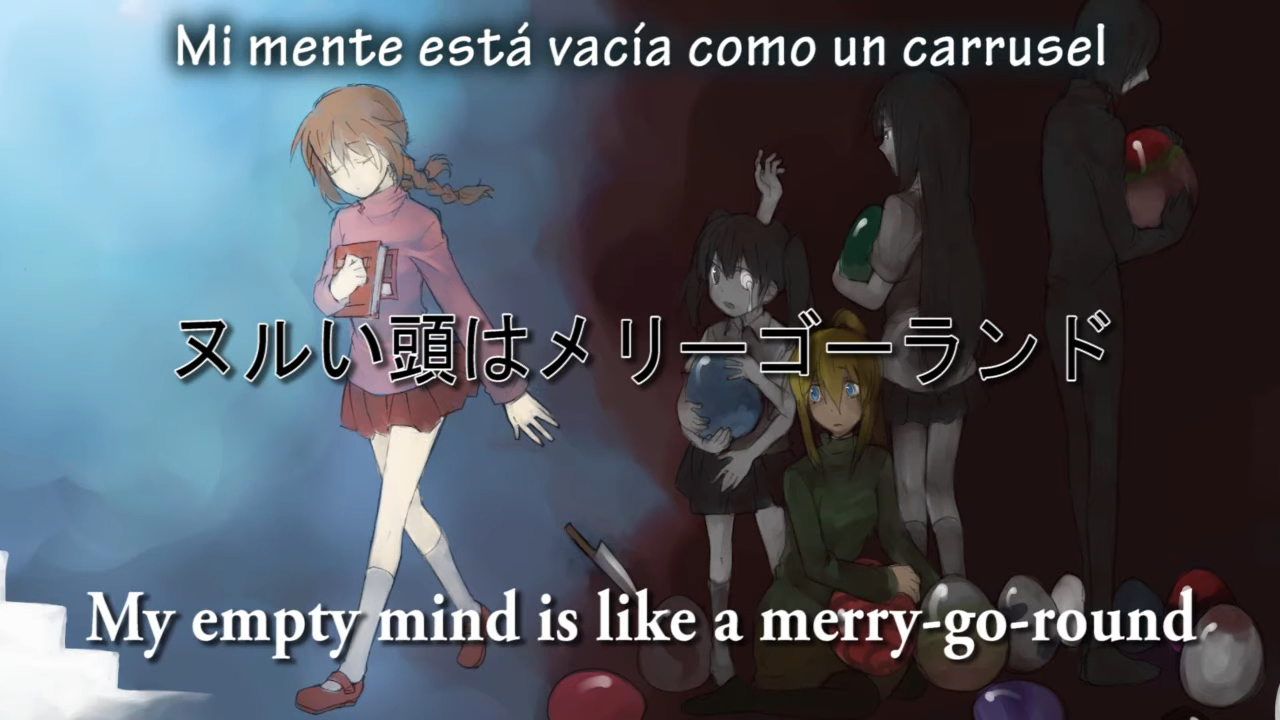 Mi mente está vacía como un carrusel
ヌルい頭はメリーゴーランド
My empty mind is like a merry-go-round